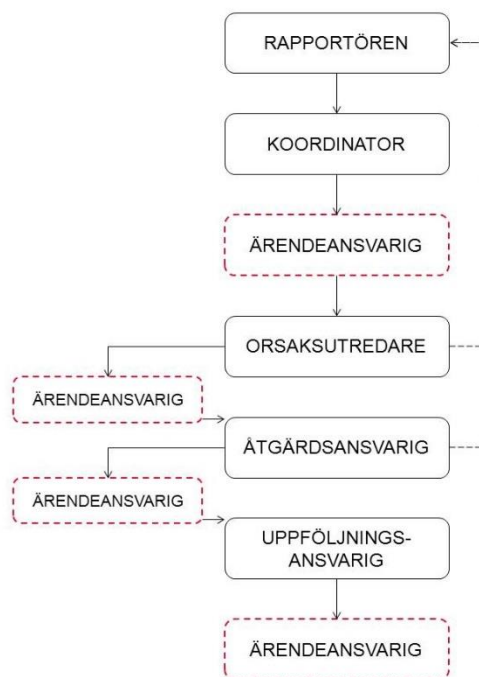 RAPPORTÖREN
KOORDINATOR
ÄRENDEANSVARIG
ORSAKSUTREDARE
ÄRENDEANSVARIG
ÅTGÄRDSANSVARIG
ÄRENDEANSVARIG
UPPFÖLJNINGS-
ANSVARIG
ÄRENDEANSVARIG